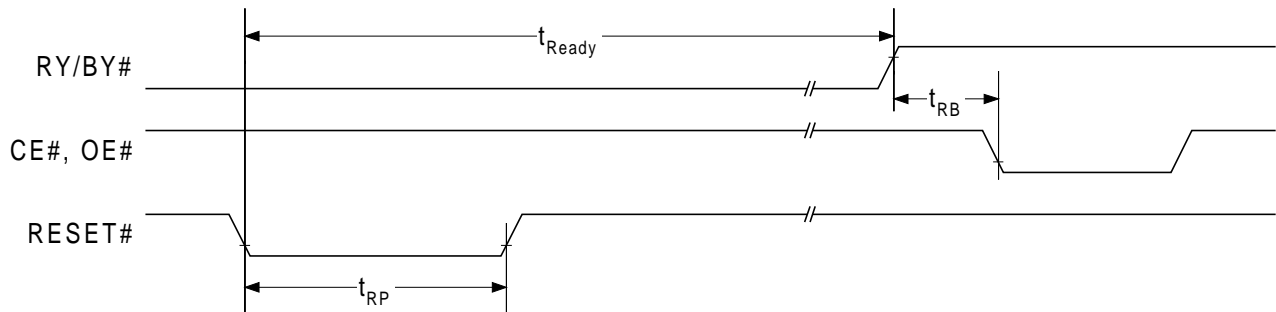 tReady
RY/BY#
tRB
CE#, OE#
RESET#
tRP